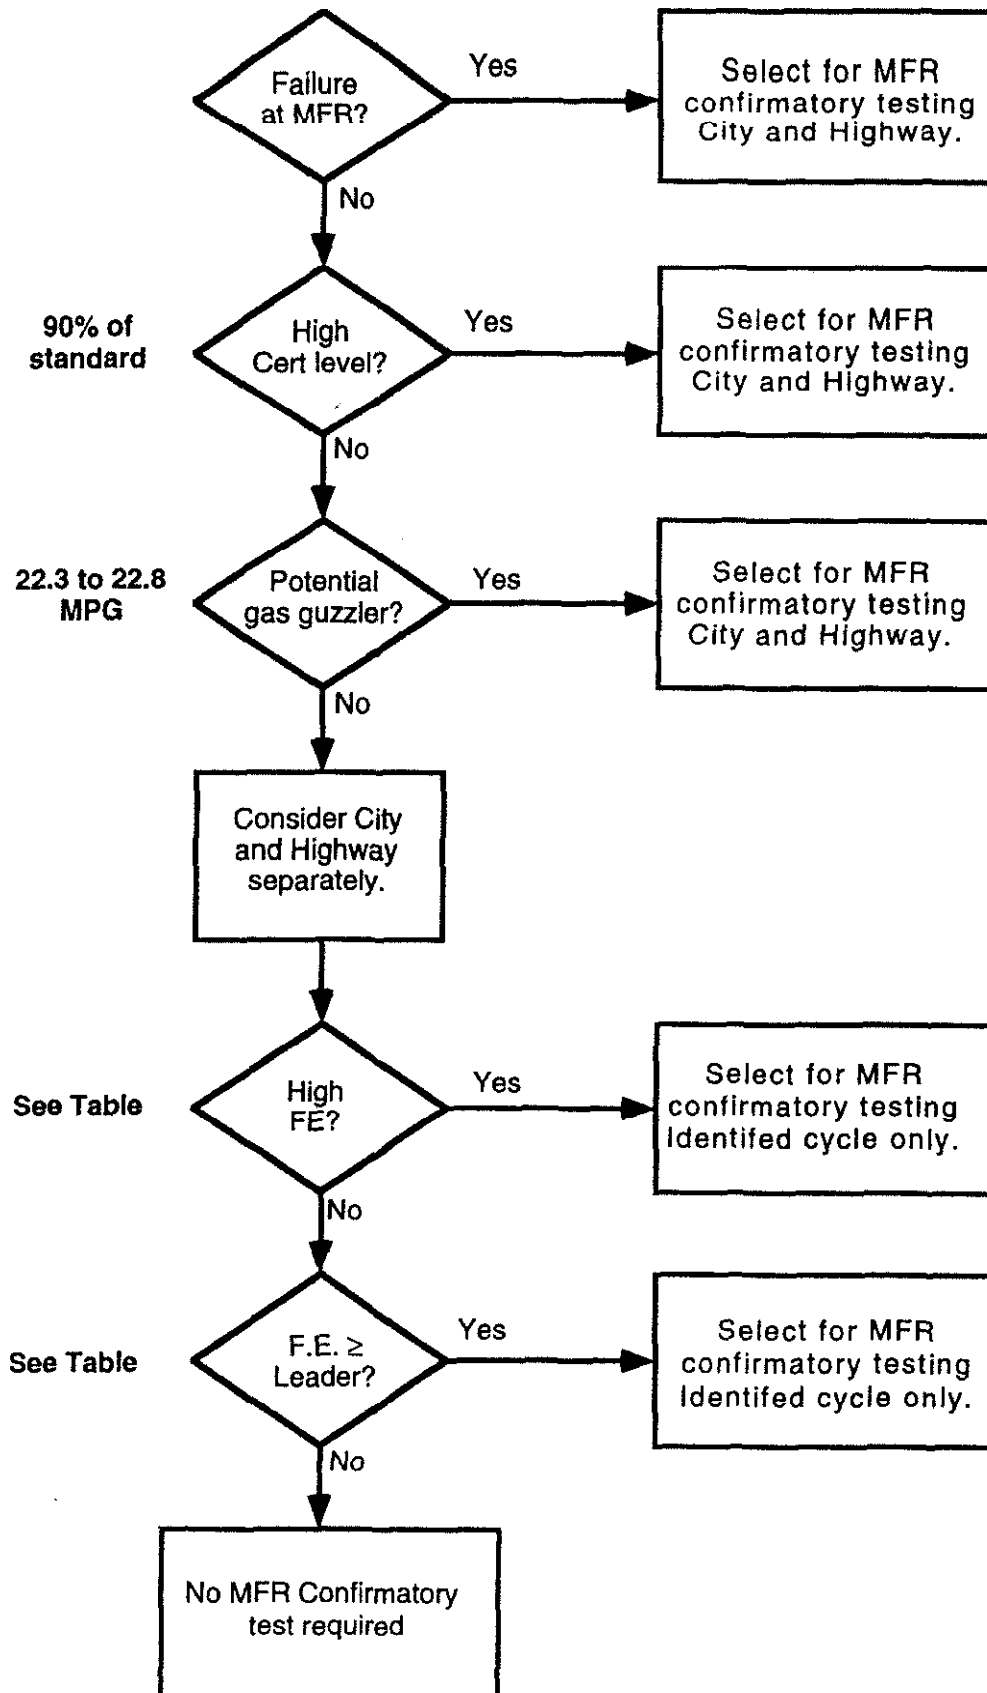 Failure
at MFR?
Yes
Select for MFR
confirmatory testing
City and Highway.
No
90% of
standard
High
Cert level?
Yes
Select for MFR
confirmatory testing
City and Highway.
No
22.3 to 22.8
MPG
Potential
gas guzzler?
Yes
Select for MFR
confirmatory testing
City and Highway.
No
Consider City
and Highway
separately.
See Table
High
FE?
Yes
Select for MFR
confirmatory testing
Identifed cycle only.
No
See Table
F.E. ≥
Leader?
Yes
Select for MFR
confirmatory testing
Identifed cycle only.
No
No MFR Confirmatory
test required